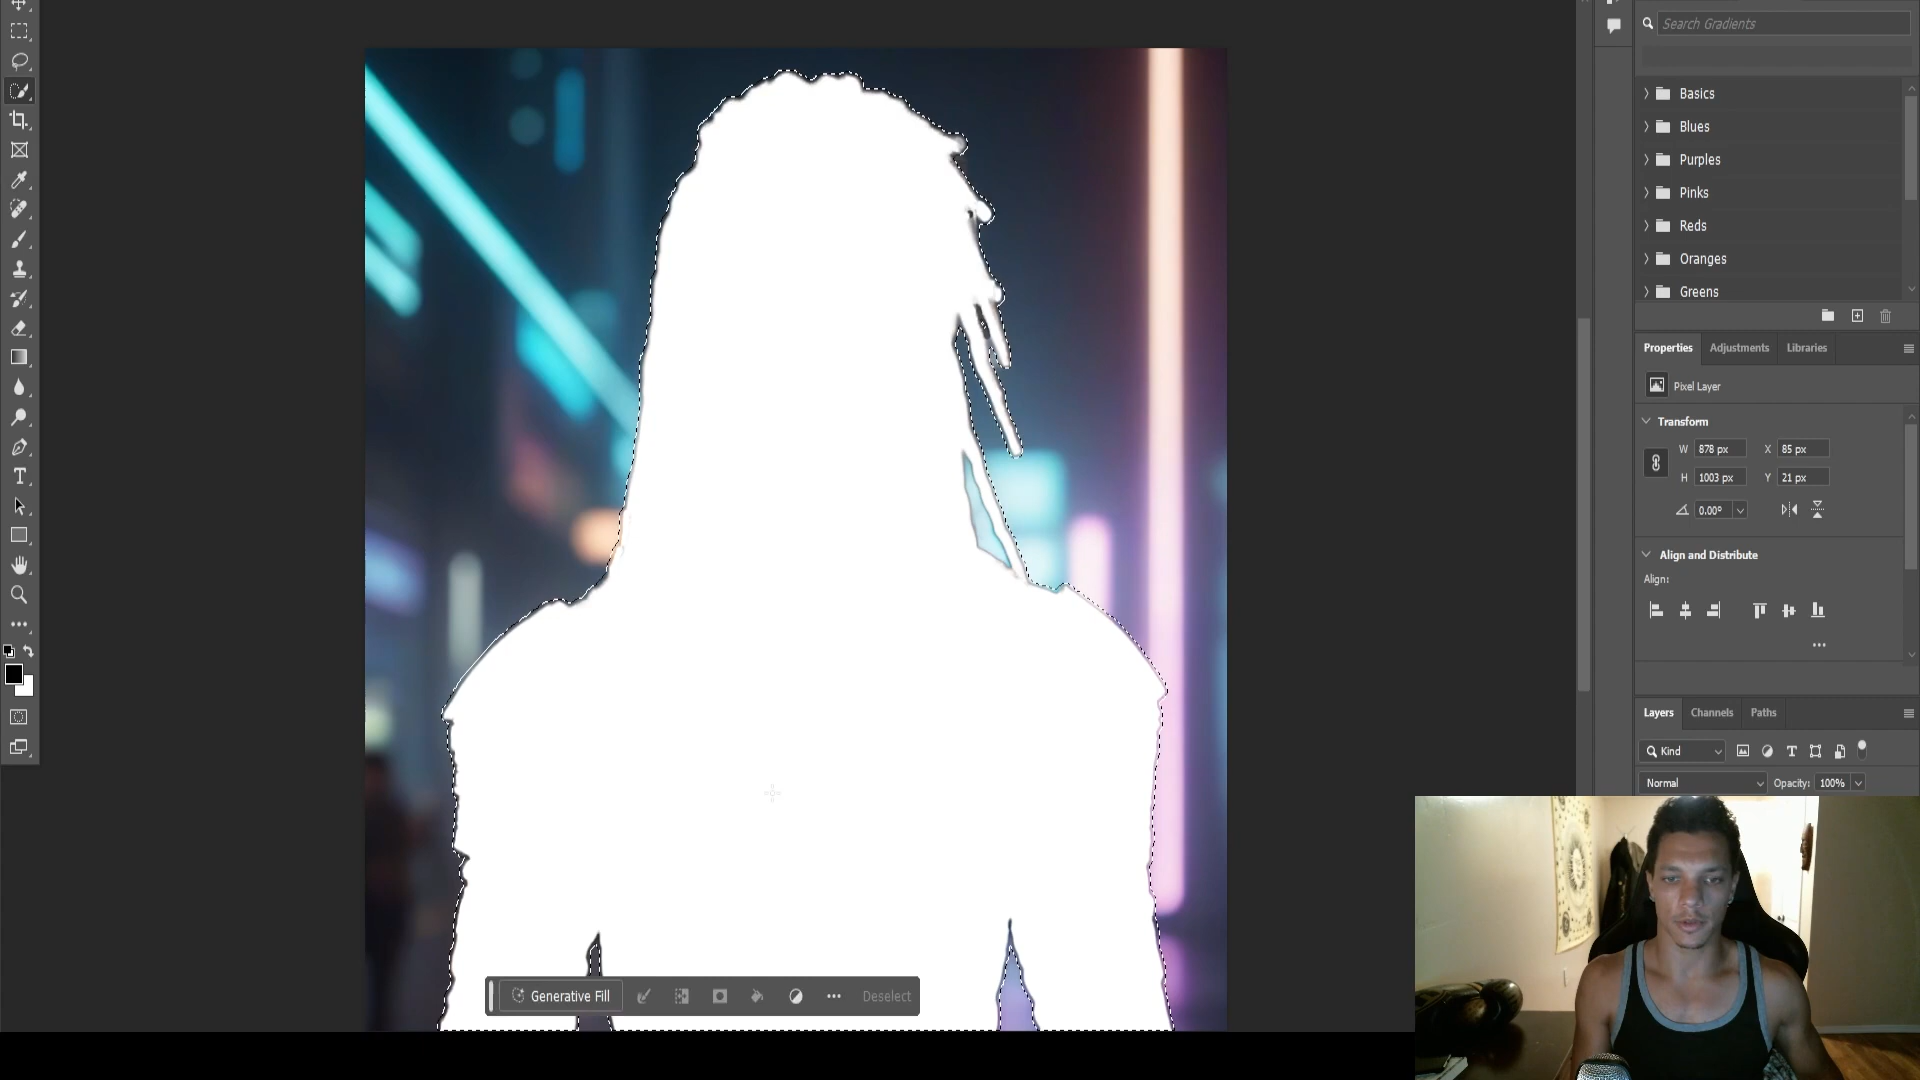 Search Gradients
Basics
Blues
Purples
Pinks
Reds
Oranges
Greens
Properties Adjustments Libraries
Pixel Layer
Transform
W 878 px X 85 px
H 1003 px Y 21 px
0.00°
Align and Distribute
Align:
Layers Channels Paths
Kind
Normal Opacity: 100%
Generative Fill Deselect